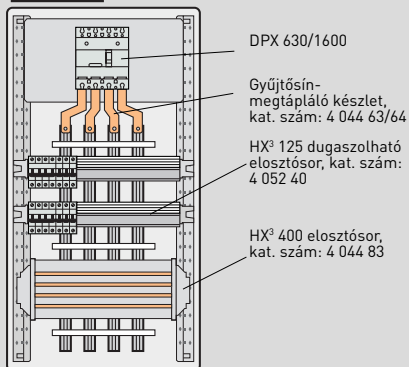 DPX 630/1600
Gyűjtősín-
megtápláló készlet,
kat. szám: 4 044 63/64
HX³ 125 dugaszolható
elosztósor, kat. szám:
4 052 40
HX³ 400 elosztósor,
kat. szám: 4 044 83